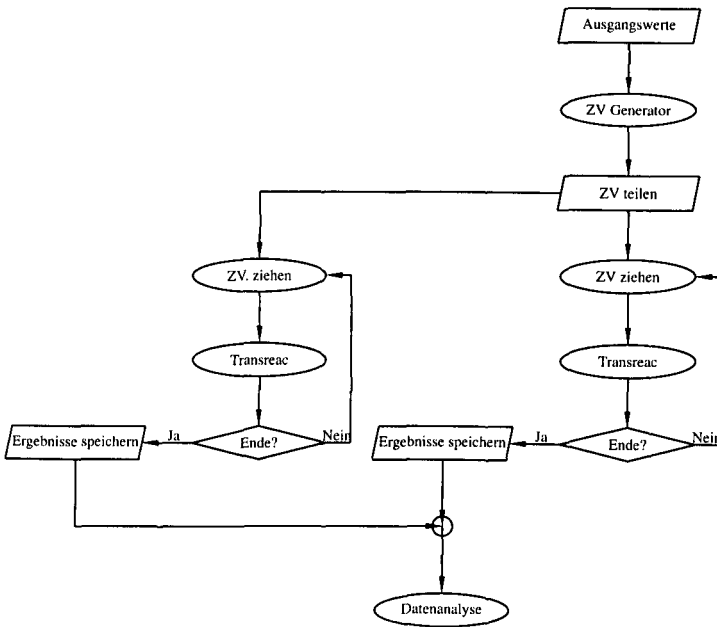 Ausgangswerte
ZV Generator
ZV teilen
ZV. ziehen
ZV ziehen
Transreac
Transreac
Ergebnisse speichern
Ja
Ende?
Nein
Ergebnisse speichern
Ja
Ende?
Nein
Datenanalyse